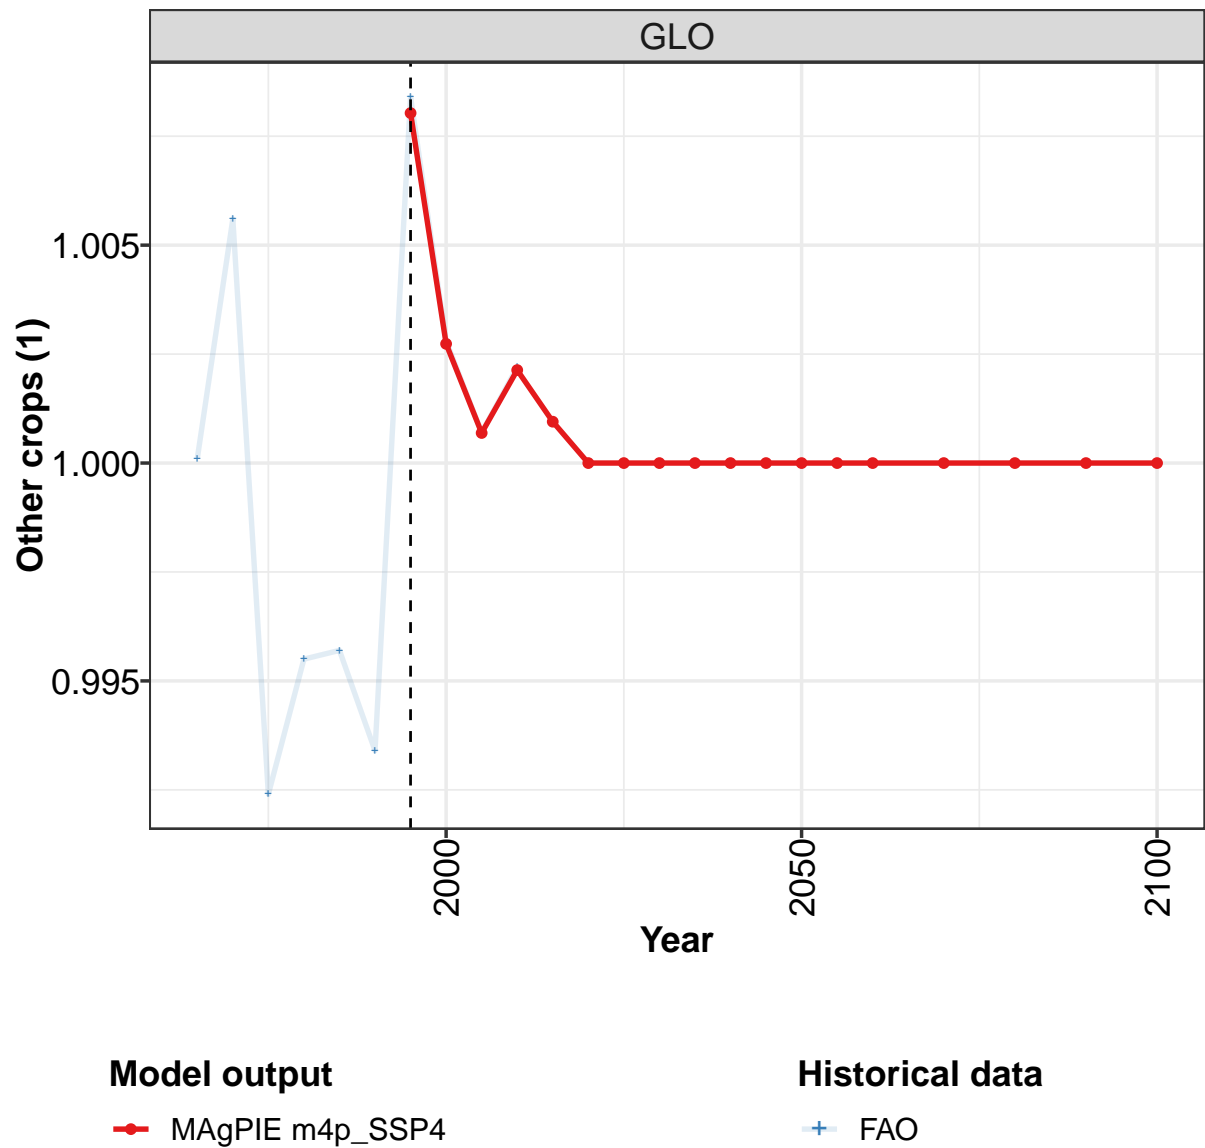 GLO
1.005
1.000
0.995
Other crops (1)
2000
2050
2100
Year
Model output
MAgPIE m4p_SSP4
Historical data
FAO